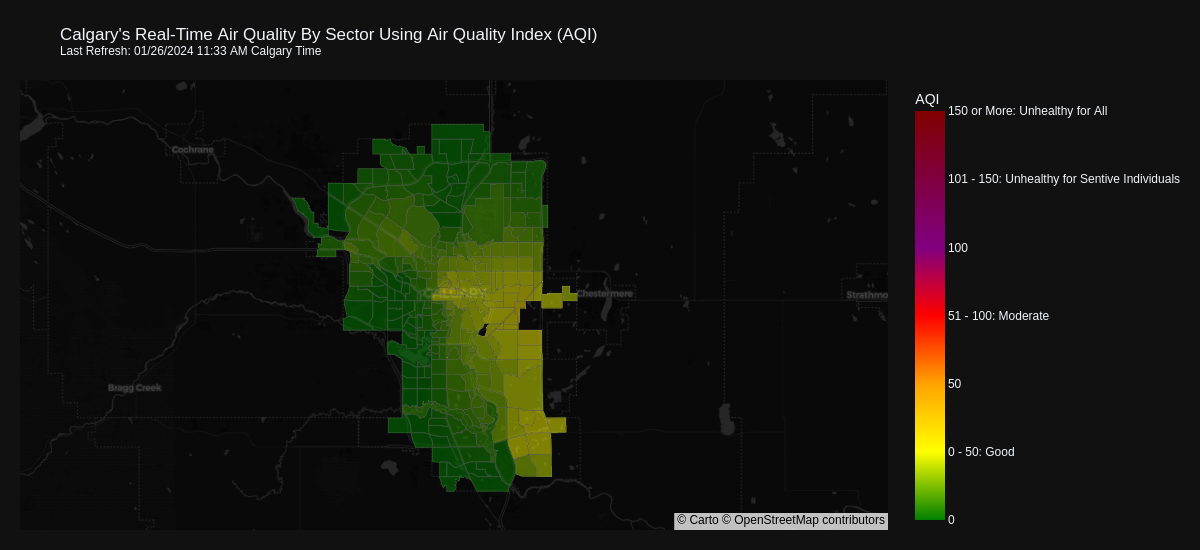 Calgary's Real-Time Air Quality By Sector Using Air Quality Index (AQI)
Last Refresh: 01/26/2024 11:33 AM Calgary Time
AQI
150 or More: Unhealthy for All
Cochrane
101 - 150: Unhealthy for Sentive Individuals
100
Chestermere
Strathmo
51 - 100: Moderate
50
Bragg Creek
0 - 50: Good
© Carto © OpenStreetMap contributors
0